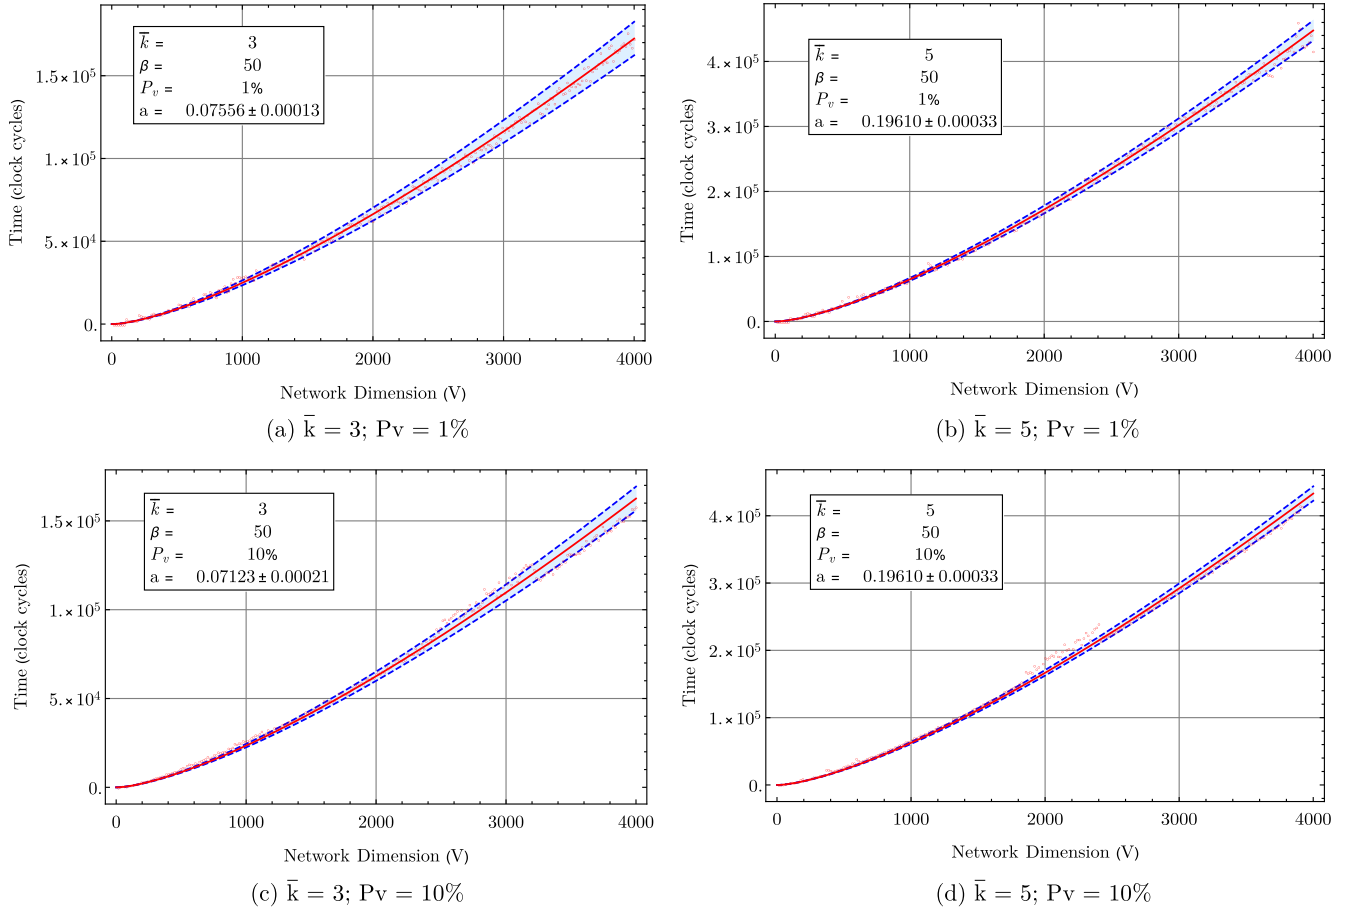 k̅ = 3
β = 50
P_v = 1%
a = 0.07556 ± 0.00013
1.5 × 10⁵
1. × 10⁵
5. × 10⁴
0.
Time (clock cycles)
0 1000 2000 3000 4000
Network Dimension (V)
(a) k̅ = 3; Pv = 1%
k̅ = 5
β = 50
P_v = 1%
a = 0.19610 ± 0.00033
4. × 10⁵
3. × 10⁵
2. × 10⁵
1. × 10⁵
0.
Time (clock cycles)
0 1000 2000 3000 4000
Network Dimension (V)
(b) k̅ = 5; Pv = 1%
k̅ = 3
β = 50
P_v = 10%
a = 0.07123 ± 0.00021
1.5 × 10⁵
1. × 10⁵
5. × 10⁴
0.
Time (clock cycles)
0 1000 2000 3000 4000
Network Dimension (V)
(c) k̅ = 3; Pv = 10%
k̅ = 5
β = 50
P_v = 10%
a = 0.19610 ± 0.00033
4. × 10⁵
3. × 10⁵
2. × 10⁵
1. × 10⁵
0.
Time (clock cycles)
0 1000 2000 3000 4000
Network Dimension (V)
(d) k̅ = 5; Pv = 10%